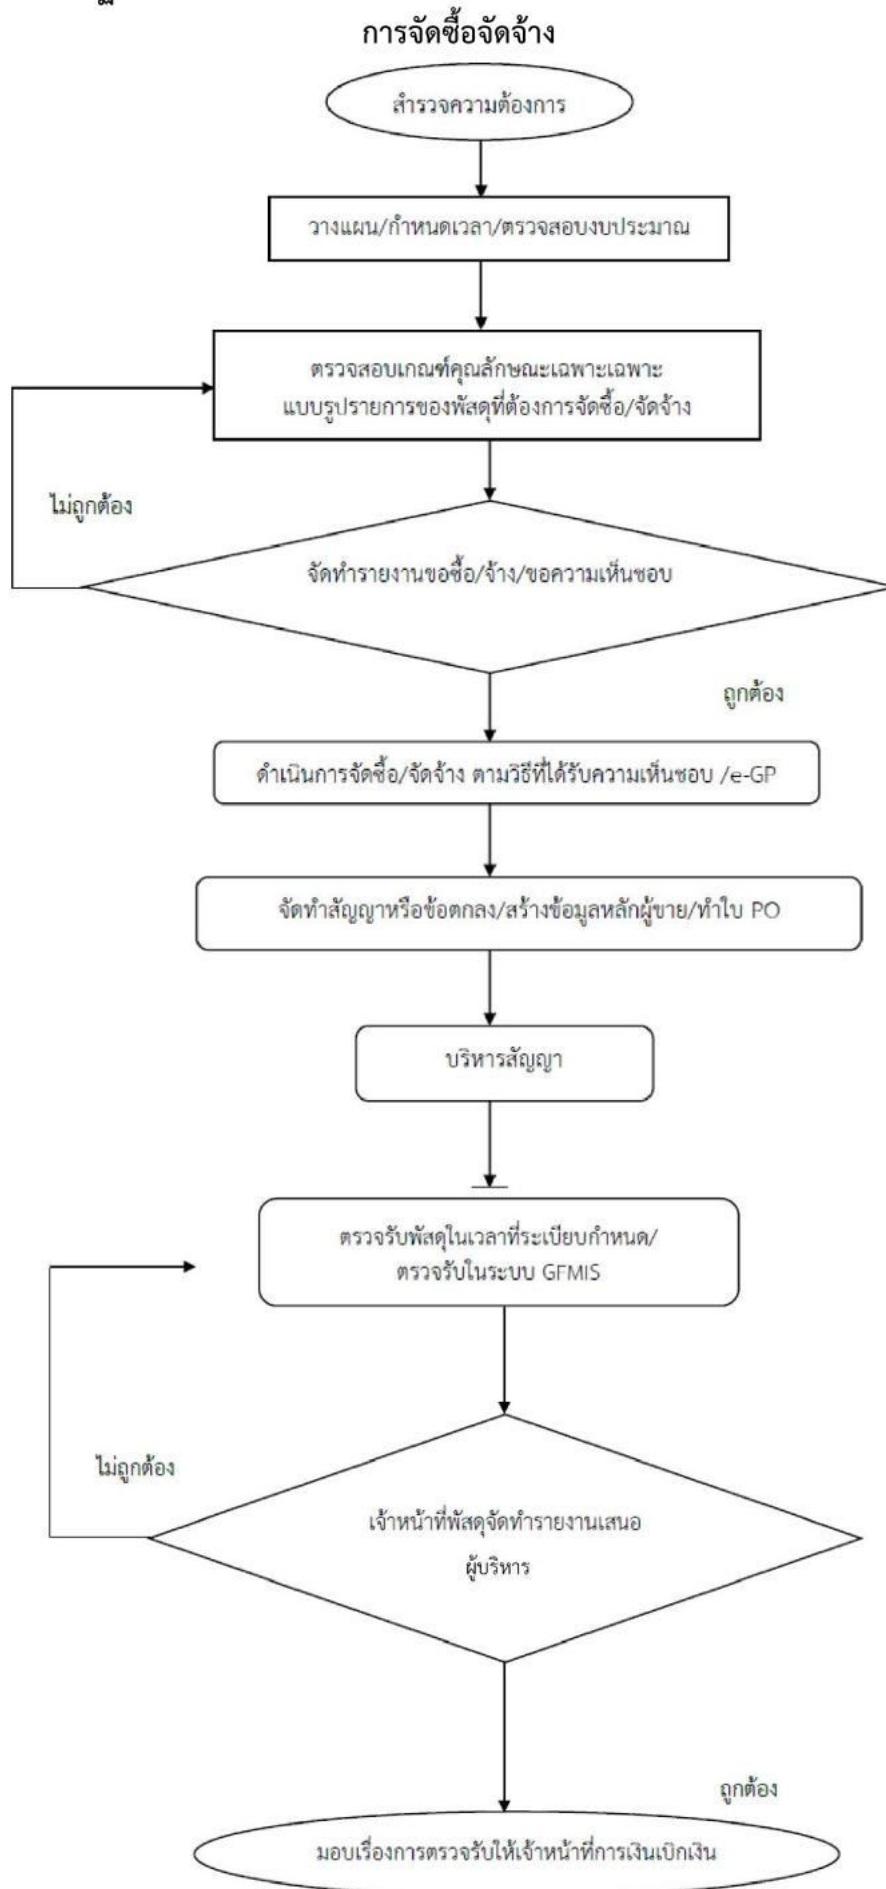 การจัดซื้อจัดจ้าง
สำรวจความต้องการ
วางแผน/กำหนดเวลา/ตรวจสอบงบประมาณ
ตรวจสอบเกณฑ์คุณลักษณะเฉพาะเฉพาะ
แบบรูปรายการของพัสดุที่ต้องการจัดซื้อ/จัดจ้าง
ไม่ถูกต้อง
จัดทำรายงานขอซื้อ/จ้าง/ขอความเห็นชอบ
ถูกต้อง
ดำเนินการจัดซื้อ/จัดจ้าง ตามวิธีที่ได้รับความเห็นชอบ /e-GP
จัดทำสัญญาหรือข้อตกลง/สร้างข้อมูลหลักผู้ขาย/ทำใบ PO
บริหารสัญญา
ตรวจรับพัสดุในเวลาที่ระเบียบกำหนด/
ตรวจรับในระบบ GFMIS
ไม่ถูกต้อง
เจ้าหน้าที่พัสดุจัดทำรายงานเสนอ
ผู้บริหาร
ถูกต้อง
มอบเรื่องการตรวจรับให้เจ้าหน้าที่การเงินเบิกเงิน